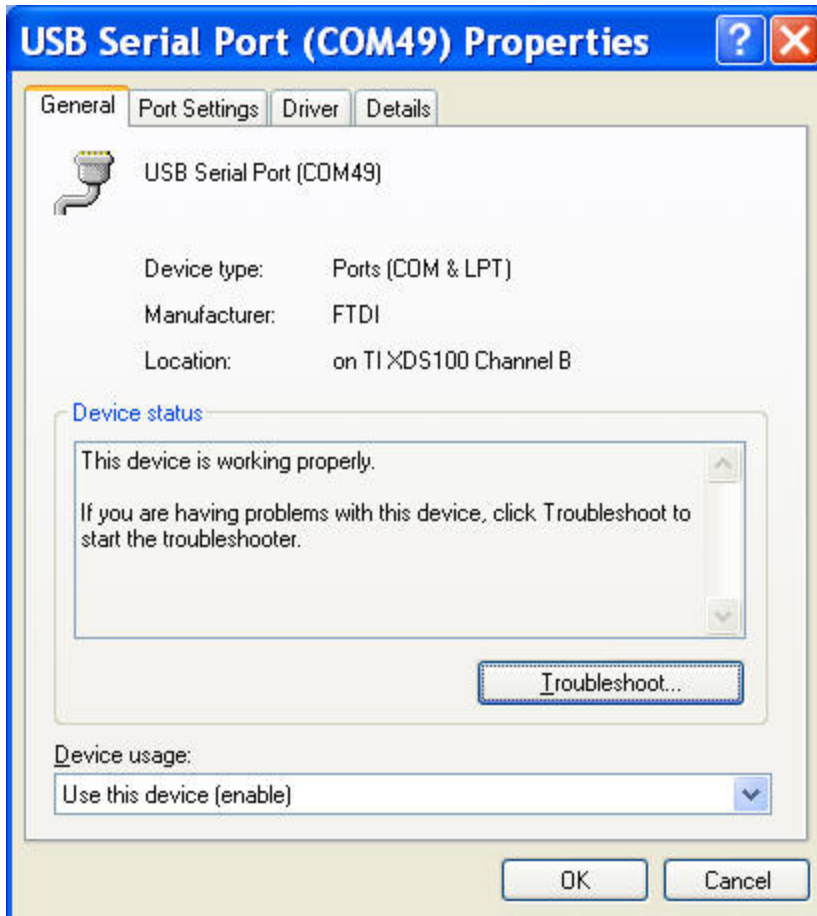 USB Serial Port (COM49) Properties
General Port Settings Driver Details
USB Serial Port (COM49)
Device type: Ports (COM & LPT)
Manufacturer: FTDI
Location: on TI XDS100 Channel B
Device status
This device is working properly.
If you are having problems with this device, click Troubleshoot to
start the troubleshooter.
Troubleshoot...
Device usage:
Use this device (enable)
OK Cancel